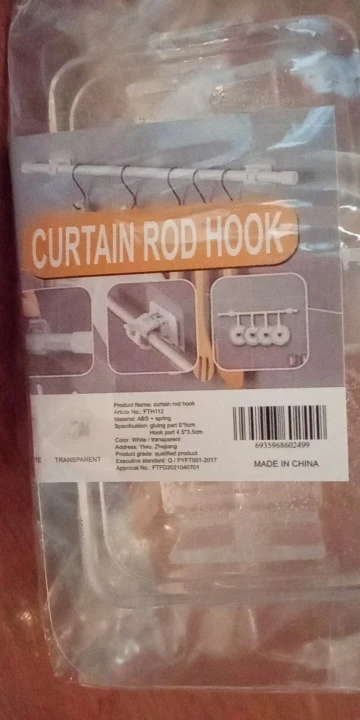 CURTAIN ROD HOOK
Product Name: curtain rod hook
Article No.: FTH112
Material: ABS + spring
Specification: gluing part 5*5cm
Hook part 4.5*3.5cm
Color: White / transparent
Address: Yiwu, Zhejiang
Product grade: qualified product
Executive standard: Q / PYFT001-2017
Approval No.: FTFD2021040701
TE
TRANSPARENT
6935968602499
MADE IN CHINA